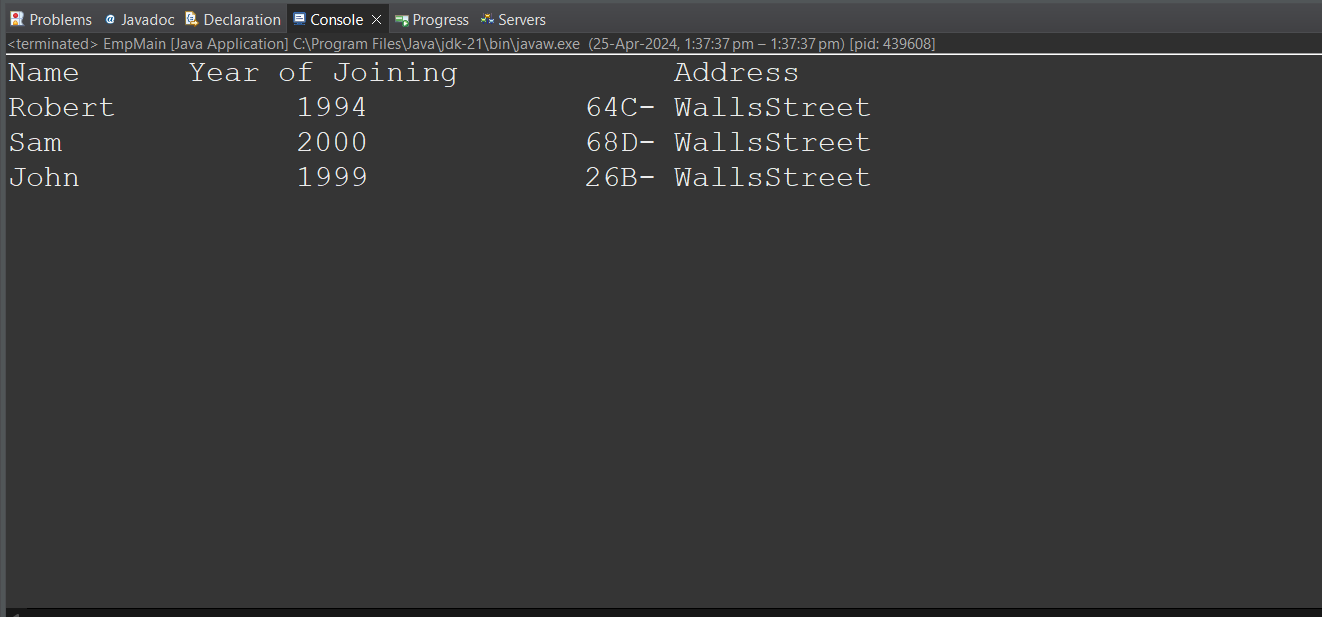 Problems Javadoc Declaration Console Progress Servers
<terminated> EmpMain [Java Application] C:\Program Files\Java\jdk-21\bin\javaw.exe (25-Apr-2024, 1:37:37 pm – 1:37:37 pm) [pid: 439608]
Name Year of Joining Address
Robert 1994 64C- WallsStreet
Sam 2000 68D- WallsStreet
John 1999 26B- WallsStreet